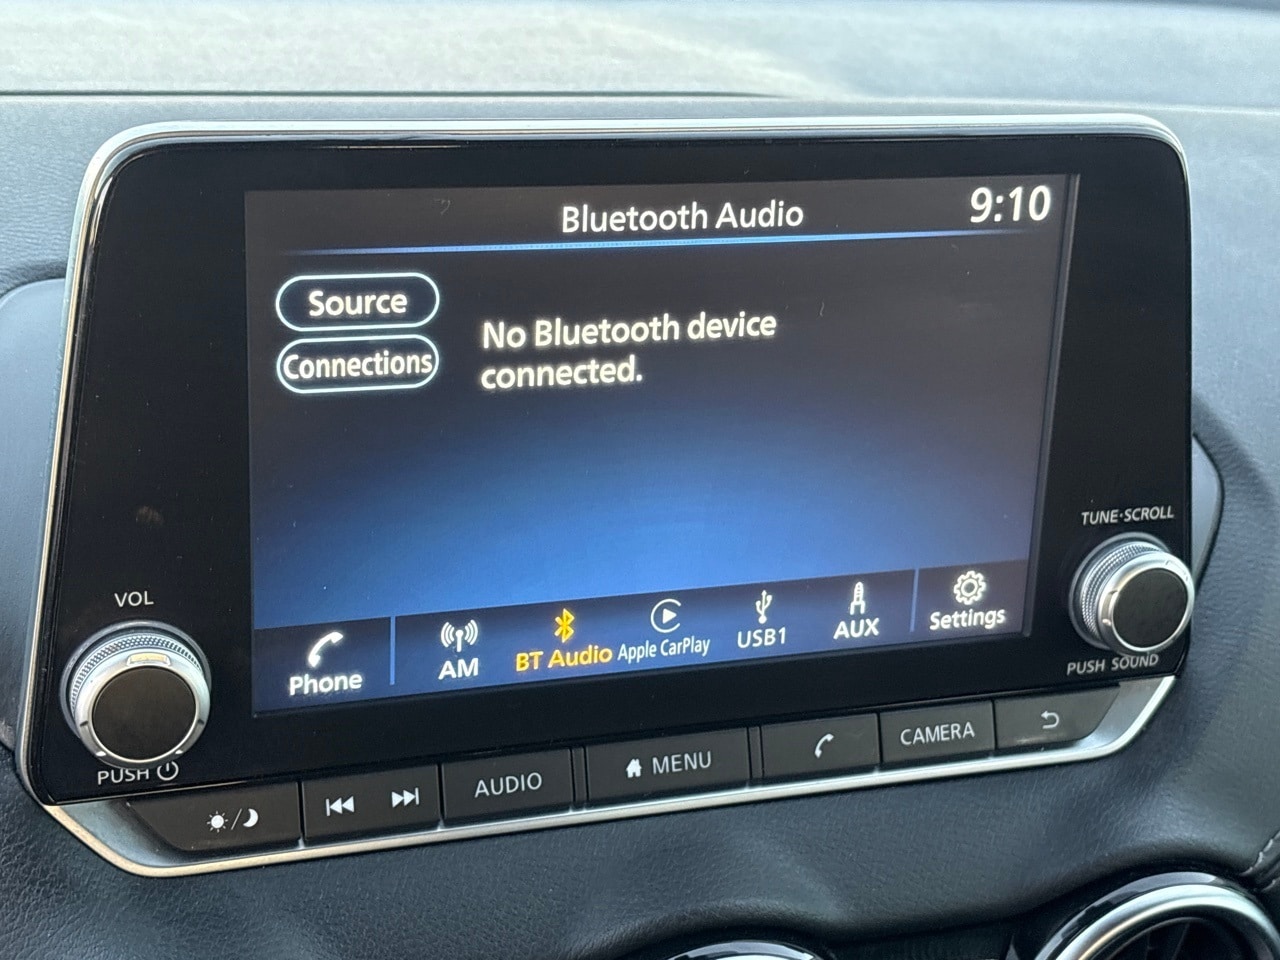 Bluetooth Audio
9:10
Source
Connections
No Bluetooth device
connected.
Phone
AM
BT Audio
Apple CarPlay
USB1
AUX
Settings
VOL
PUSH
TUNE·SCROLL
PUSH SOUND
AUDIO
MENU
CAMERA